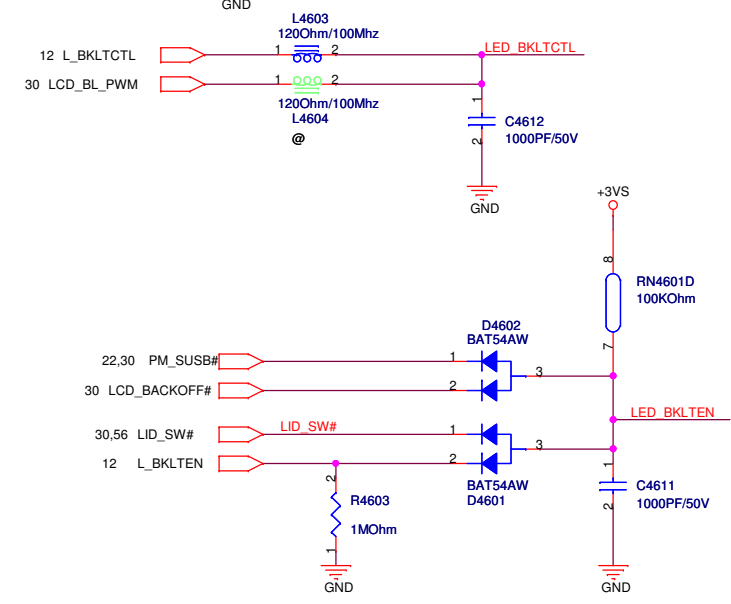 GND
L4603
120Ohm/100Mhz
12 L_BKLTCTL
1 2
LED_BKLTCTL
30 LCD_BL_PWM
1 2
120Ohm/100Mhz
L4604
@
1
C4612
1000PF/50V
2
GND
+3VS
8
RN4601D
100KOhm
7
D4602
BAT54AW
22,30 PM_SUSB#
1
3
30 LCD_BACKOFF#
2
LED_BKLTEN
30,56 LID_SW#
LID_SW#
1
3
12 L_BKLTEN
2
BAT54AW
D4601
2
R4603
1MOhm
1
GND
1
C4611
1000PF/50V
2
GND